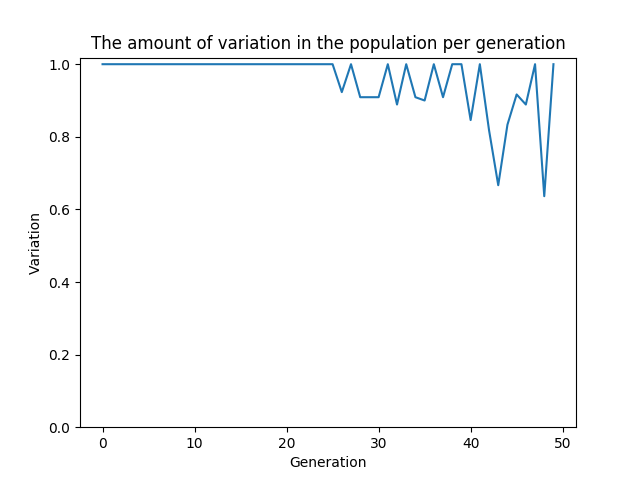 The amount of variation in the population per generation
1.0
0.8
0.6
0.4
0.2
0.0
Variation
0 10 20 30 40 50
Generation